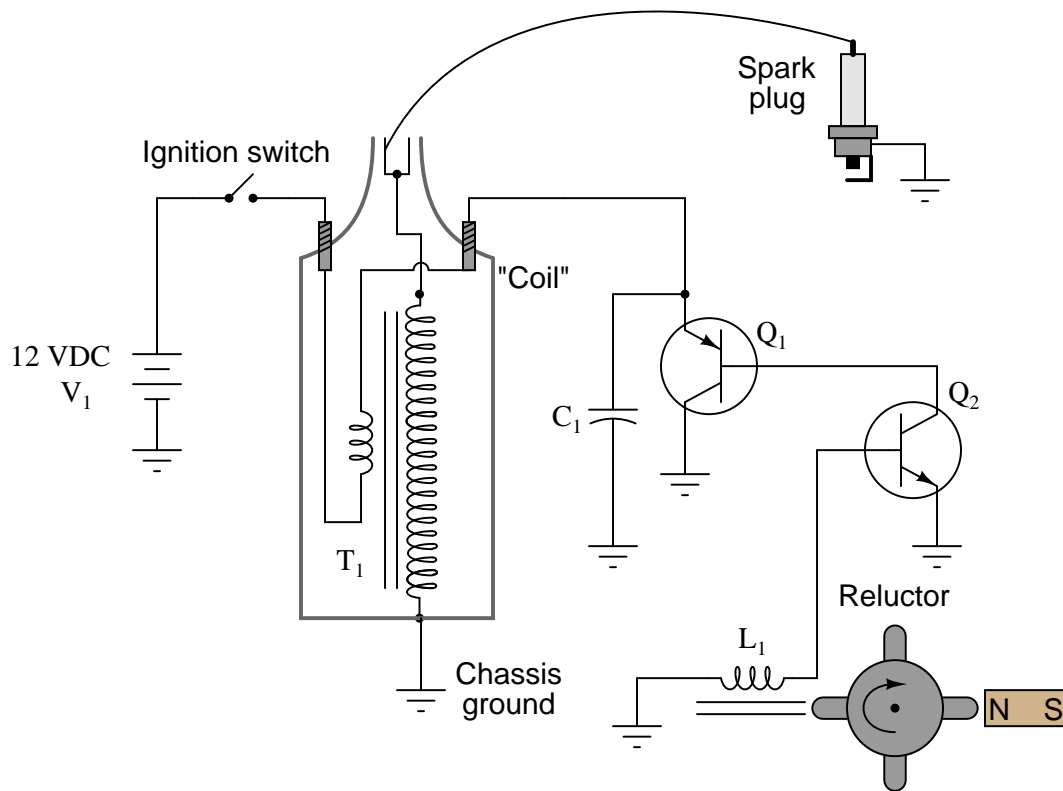 Spark
plug
Ignition switch
"Coil"
12 VDC
V1
Q1
C1
Q2
T1
Reluctor
L1
Chassis
ground
N S